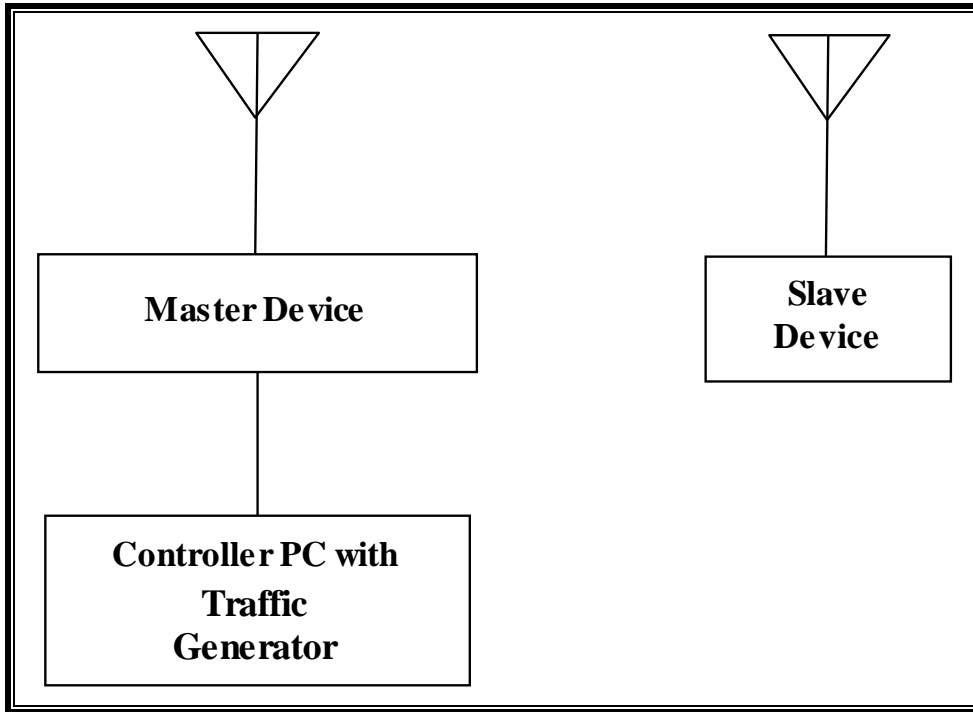 Master Device
Slave
Device
Controller PC with
Traffic
Generator